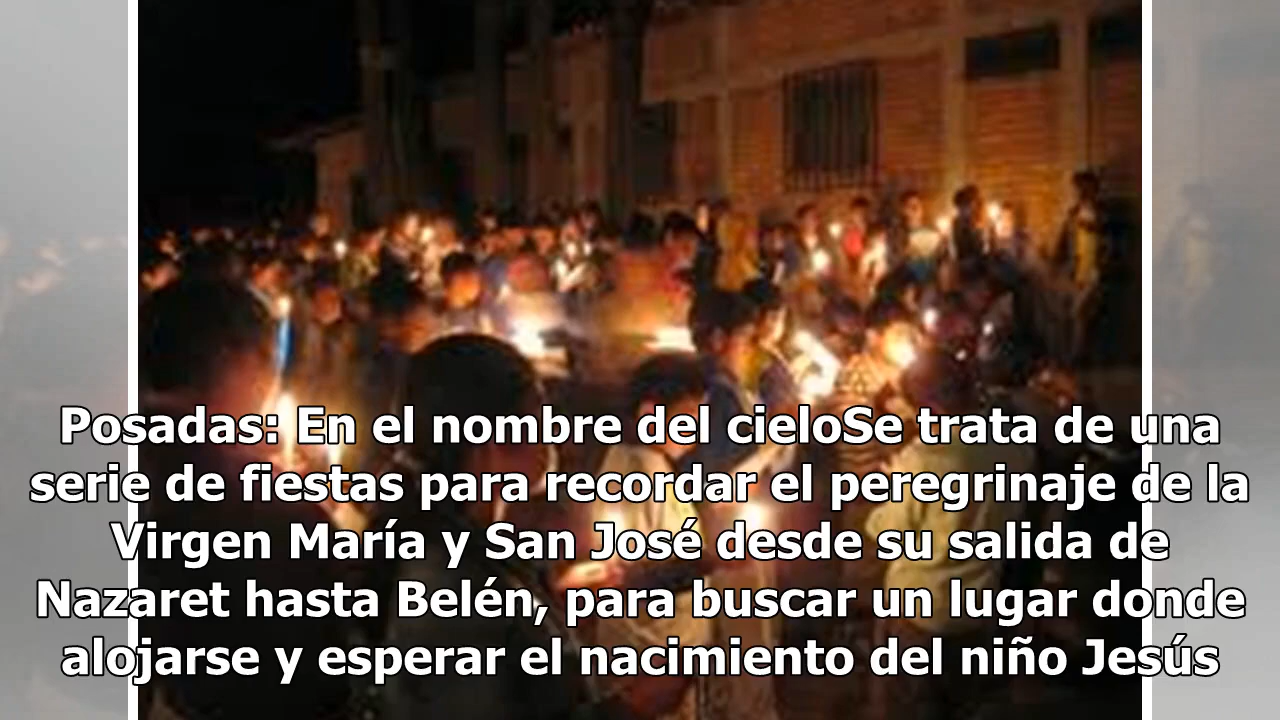 Posadas: En el nombre del cieloSe trata de una
serie de fiestas para recordar el peregrinaje de la
Virgen María y San José desde su salida de
Nazaret hasta Belén, para buscar un lugar donde
alojarse y esperar el nacimiento del niño Jesús